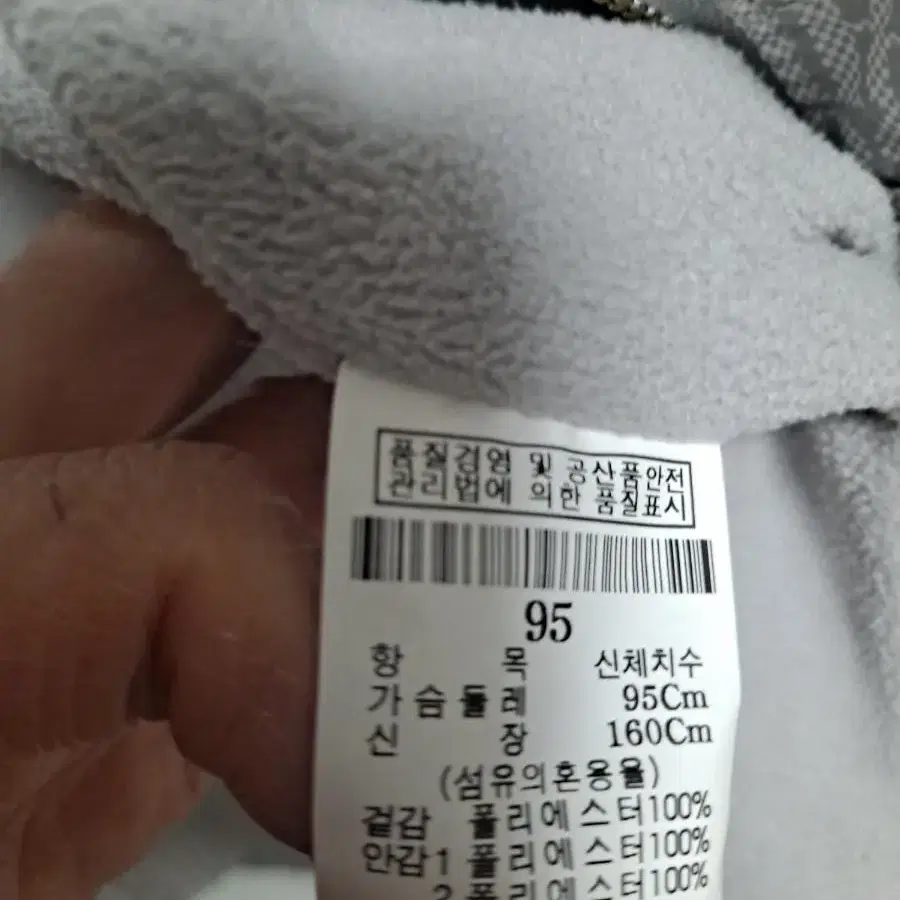 품질경영 및 공산품안전
관리법에 의한 품질표시
95
항 목 신체치수
가슴둘레 95Cm
신 장 160Cm
(섬유의혼용율)
겉감 폴리에스터100%
안감1 폴리에스터100%
2 폴리에스터100%